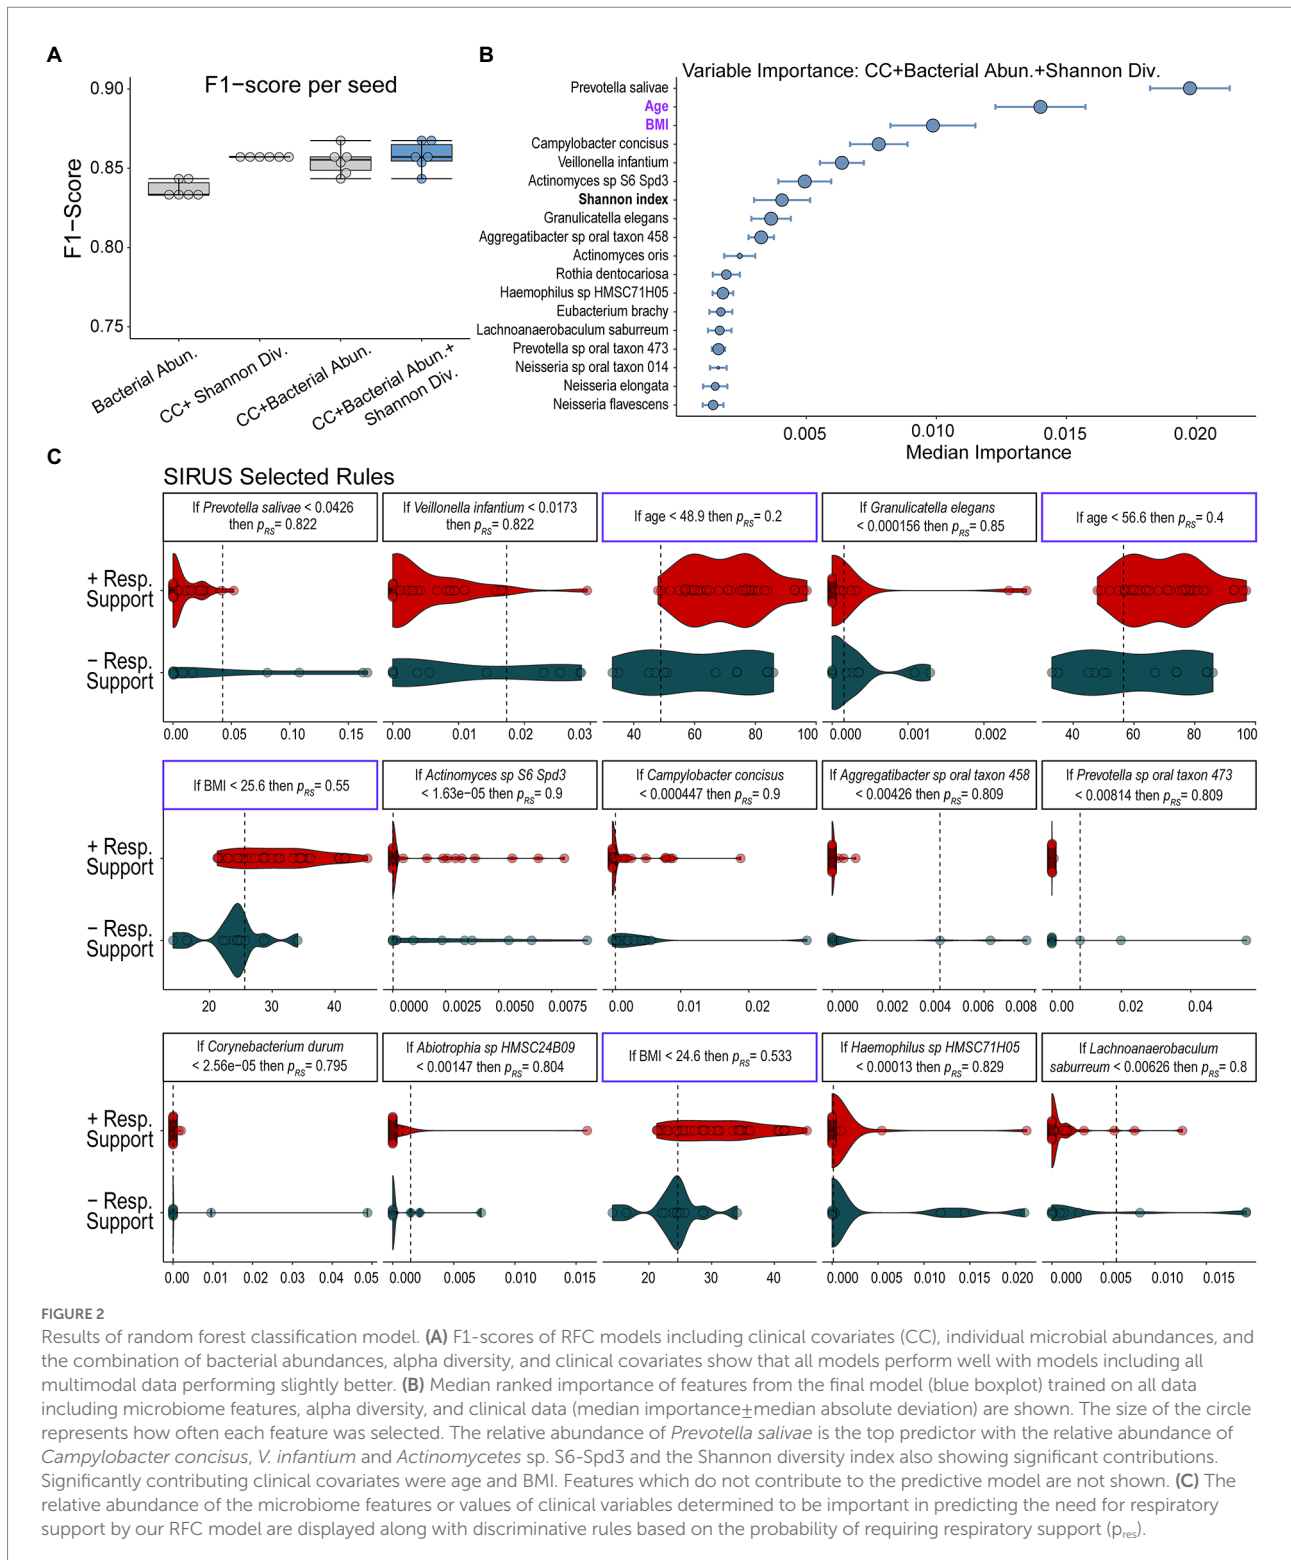 A
F1−score per seed
0.90
0.85
0.80
0.75
F1−Score
Bacterial Abun.
CC+ Shannon Div.
CC+Bacterial Abun.
CC+Bacterial Abun.+
Shannon Div.
B
Variable Importance: CC+Bacterial Abun.+Shannon Div.
Prevotella salivae
Age
BMI
Campylobacter concisus
Veillonella infantium
Actinomyces sp S6 Spd3
Shannon index
Granulicatella elegans
Aggregatibacter sp oral taxon 458
Actinomyces oris
Rothia dentocariosa
Haemophilus sp HMSC71H05
Eubacterium brachy
Lachnoanaerobaculum saburreum
Prevotella sp oral taxon 473
Neisseria sp oral taxon 014
Neisseria elongata
Neisseria flavescens
0.005 0.010 0.015 0.020
Median Importance
C
SIRUS Selected Rules
If Prevotella salivae < 0.0426
then pRS= 0.822
If Veillonella infantium < 0.0173
then pRS= 0.822
If age < 48.9 then pRS= 0.2
If Granulicatella elegans
< 0.000156 then pRS= 0.85
If age < 56.6 then pRS= 0.4
+ Resp.
Support
− Resp.
Support
0.00 0.05 0.10 0.15
0.00 0.01 0.02 0.03
40 60 80 100
0.000 0.001 0.002
40 60 80 100
If BMI < 25.6 then pRS= 0.55
If Actinomyces sp S6 Spd3
< 1.63e−05 then pRS= 0.9
If Campylobacter concisus
< 0.000447 then pRS= 0.9
If Aggregatibacter sp oral taxon 458
< 0.00426 then pRS= 0.809
If Prevotella sp oral taxon 473
< 0.00814 then pRS= 0.809
+ Resp.
Support
− Resp.
Support
20 30 40
0.0000 0.0025 0.0050 0.0075
0.00 0.01 0.02
0.000 0.002 0.004 0.006 0.008
0.00 0.02 0.04
If Corynebacterium durum
< 2.56e−05 then pRS= 0.795
If Abiotrophia sp HMSC24B09
< 0.00147 then pRS= 0.804
If BMI < 24.6 then pRS= 0.533
If Haemophilus sp HMSC71H05
< 0.00013 then pRS= 0.829
If Lachnoanaerobaculum
saburreum < 0.00626 then pRS= 0.8
+ Resp.
Support
− Resp.
Support
0.00 0.01 0.02 0.03 0.04 0.05
0.000 0.005 0.010 0.015
20 30 40
0.000 0.005 0.010 0.015 0.020
0.000 0.005 0.010 0.015
FIGURE 2
Results of random forest classification model. (A) F1-scores of RFC models including clinical covariates (CC), individual microbial abundances, and
the combination of bacterial abundances, alpha diversity, and clinical covariates show that all models perform well with models including all
multimodal data performing slightly better. (B) Median ranked importance of features from the final model (blue boxplot) trained on all data
including microbiome features, alpha diversity, and clinical data (median importance±median absolute deviation) are shown. The size of the circle
represents how often each feature was selected. The relative abundance of Prevotella salivae is the top predictor with the relative abundance of
Campylobacter concisus, V. infantium and Actinomycetes sp. S6-Spd3 and the Shannon diversity index also showing significant contributions.
Significantly contributing clinical covariates were age and BMI. Features which do not contribute to the predictive model are not shown. (C) The
relative abundance of the microbiome features or values of clinical variables determined to be important in predicting the need for respiratory
support by our RFC model are displayed along with discriminative rules based on the probability of requiring respiratory support (pres).